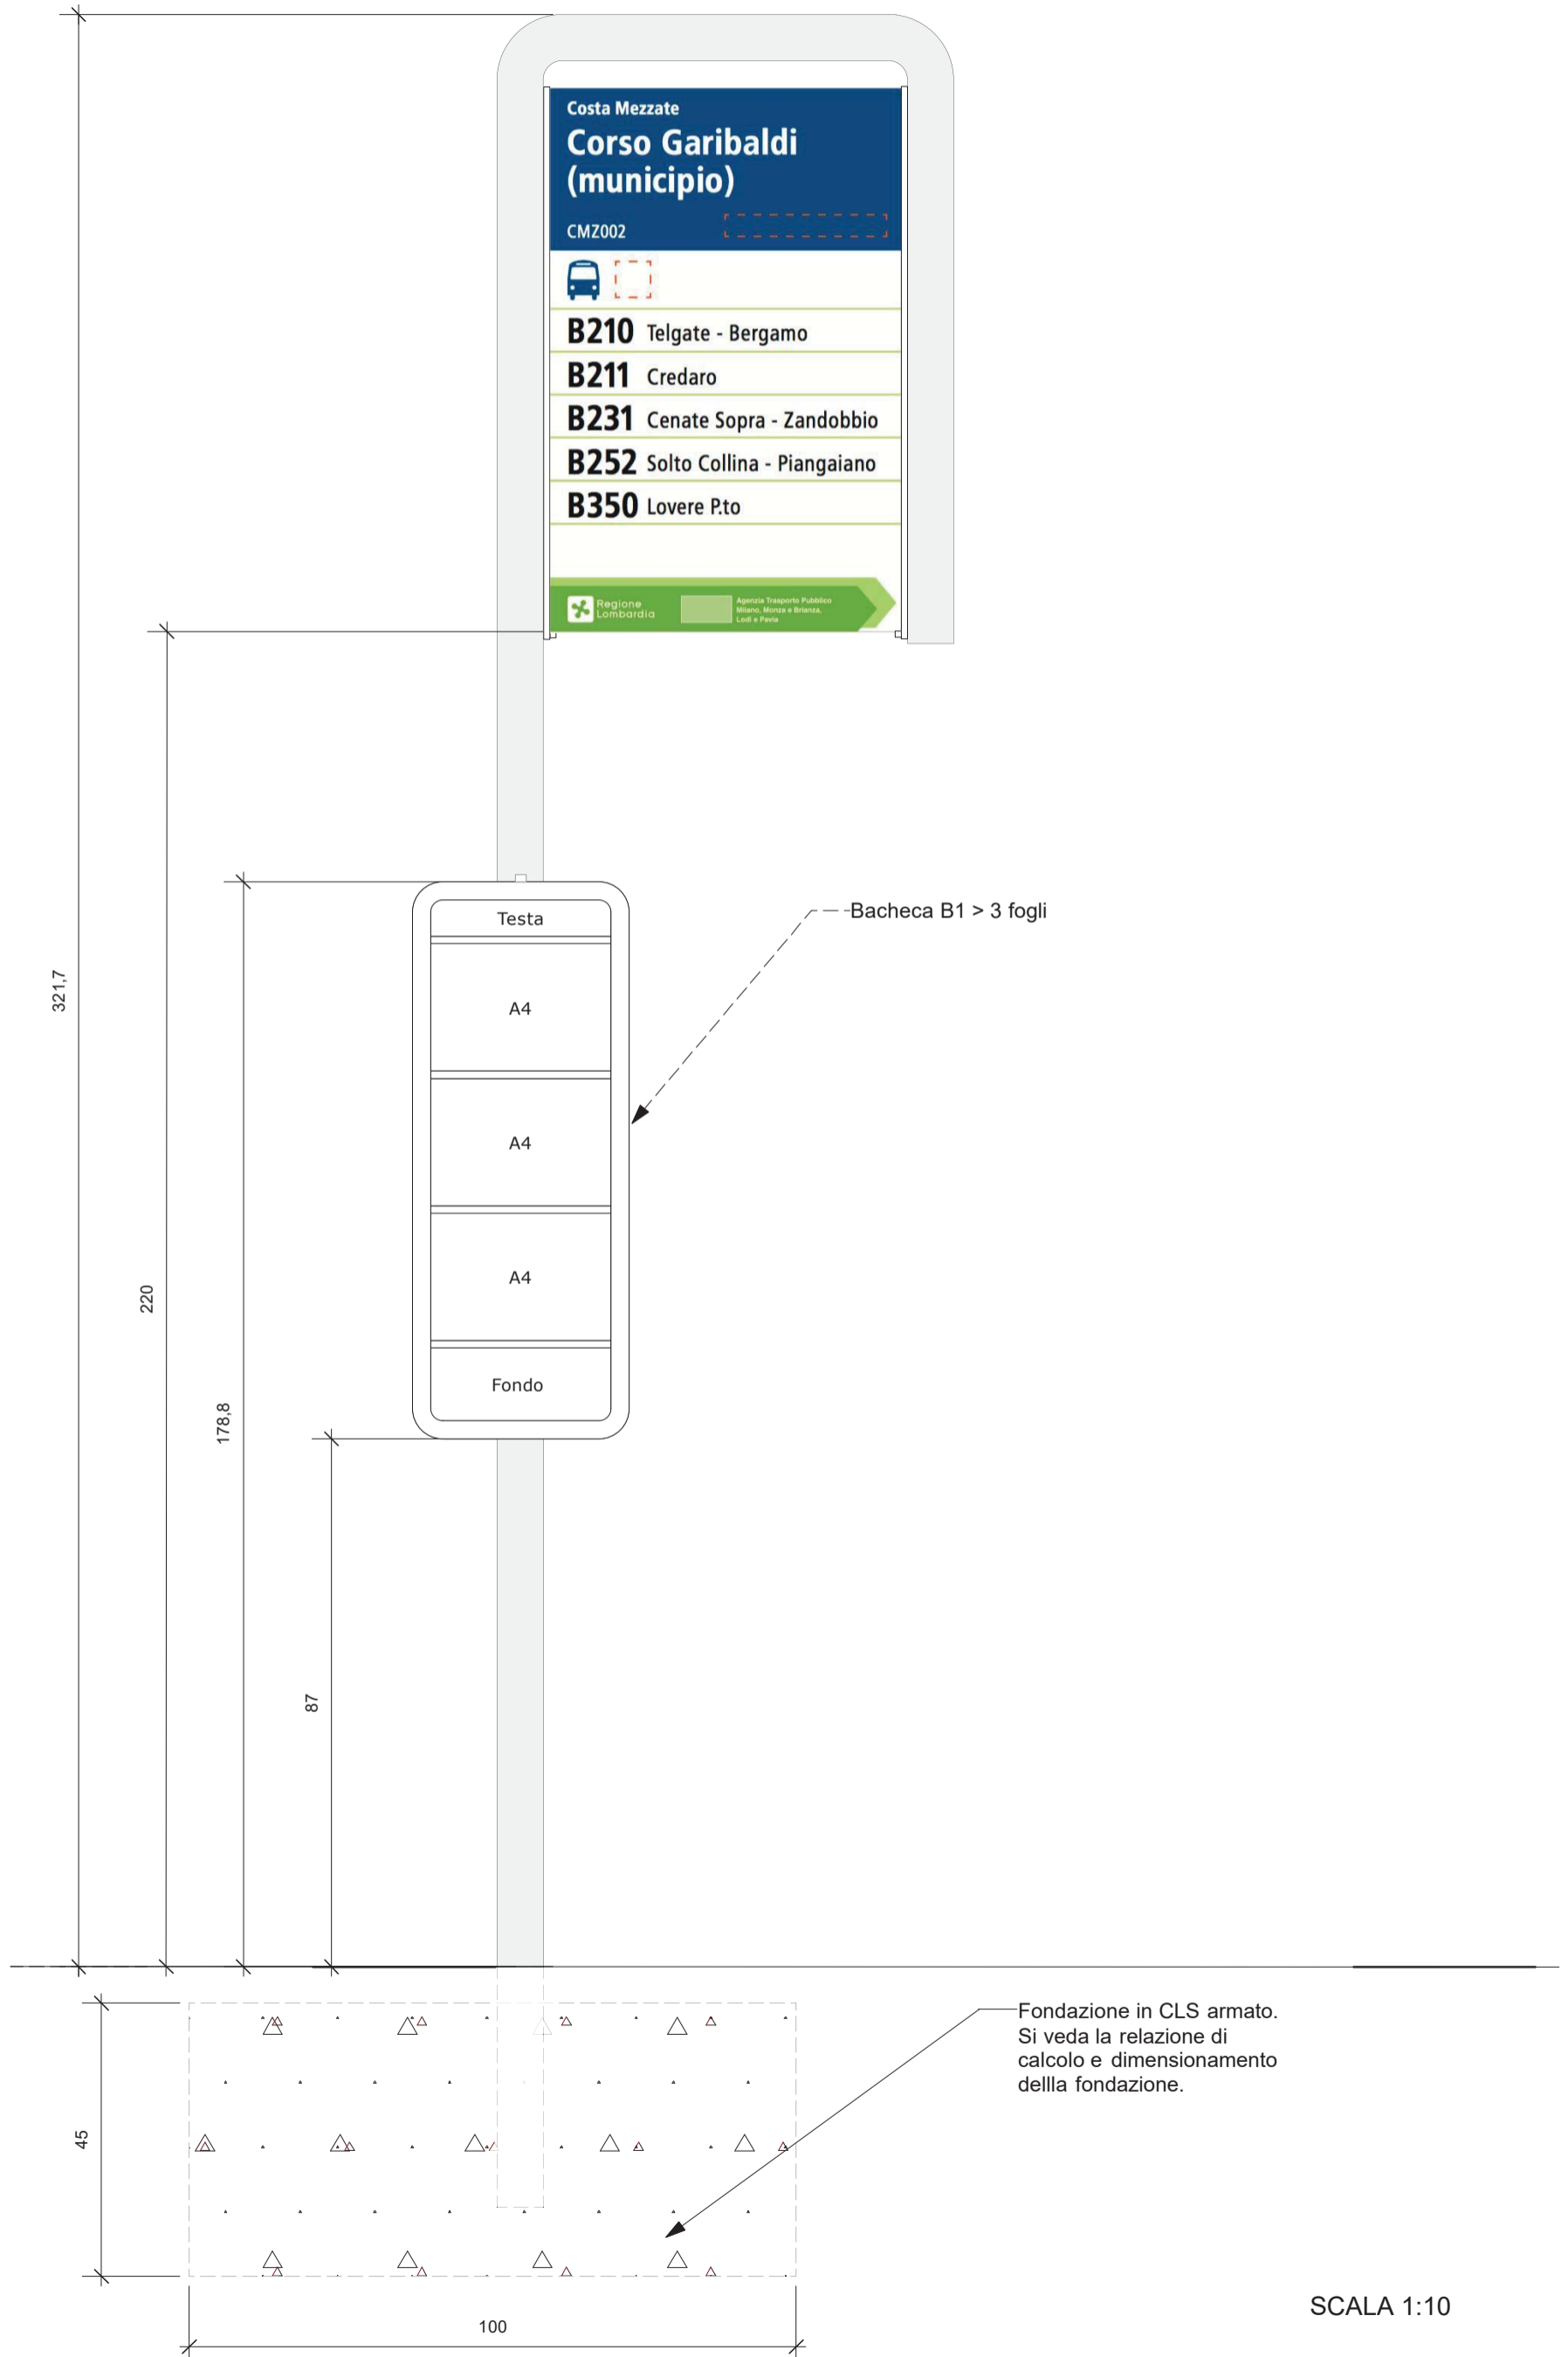 Costa Mezzate
Corso Garibaldi
(municipio)
CMZ002
B210 Telgate - Bergamo
B211 Credaro
B231 Cenate Sopra - Zandobbio
B252 Solto Collina - Piangaiano
B350 Lovere P.to
Regione
Lombardia
Agenzia Trasporto Pubblico
Milano, Monza e Brianza,
Lodi e Pavia
Testa
A4
A4
A4
Fondo
Bacheca B1 > 3 fogli
321,7
220
178,8
87
Fondazione in CLS armato.
Si veda la relazione di
calcolo e dimensionamento
dellla fondazione.
45
100
SCALA 1:10